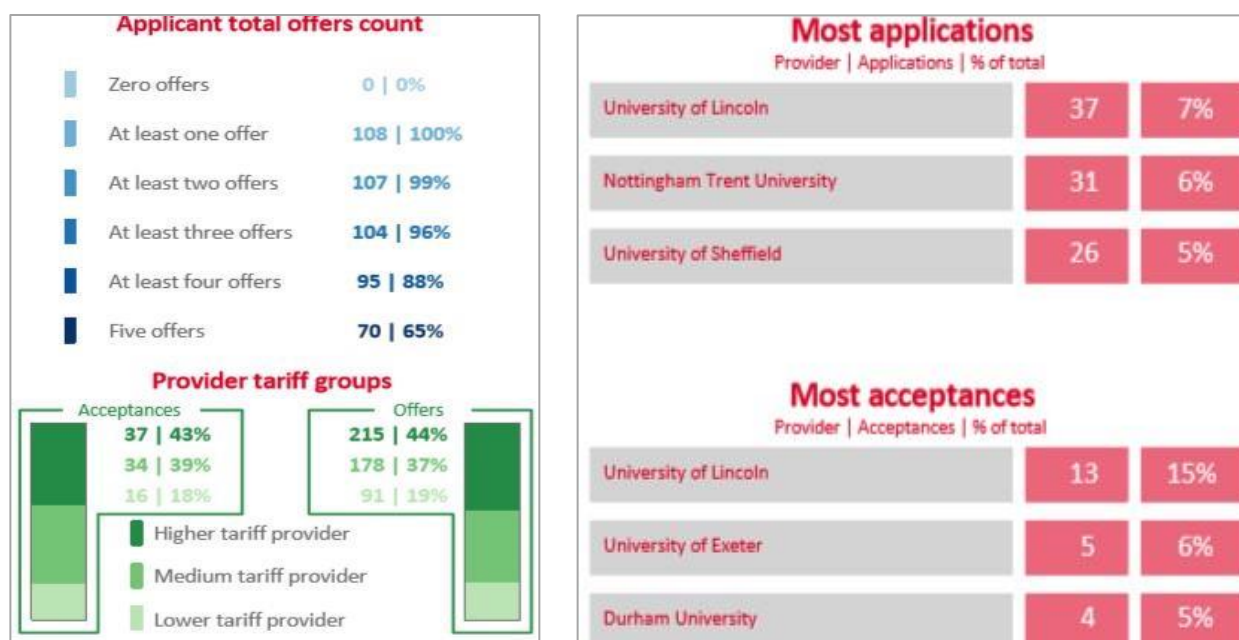 Applicant total offers count
Zero offers 0 | 0%
At least one offer 108 | 100%
At least two offers 107 | 99%
At least three offers 104 | 96%
At least four offers 95 | 88%
Five offers 70 | 65%
Provider tariff groups
Acceptances Offers
37 | 43% 215 | 44%
34 | 39% 178 | 37%
16 | 18% 91 | 19%
Higher tariff provider
Medium tariff provider
Lower tariff provider
Most applications
Provider | Applications | % of total
University of Lincoln 37 7%
Nottingham Trent University 31 6%
University of Sheffield 26 5%
Most acceptances
Provider | Acceptances | % of total
University of Lincoln 13 15%
University of Exeter 5 6%
Durham University 4 5%